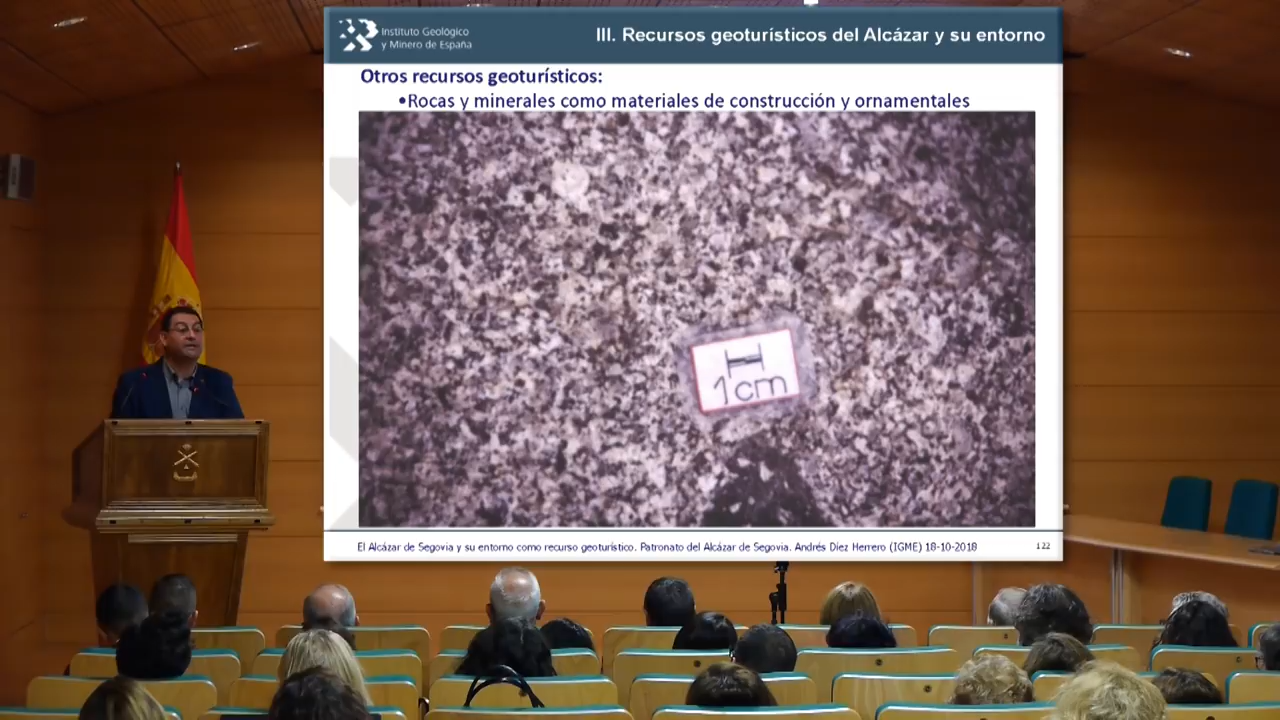 Instituto Geológico
y Minero de España
III. Recursos geoturísticos del Alcázar y su entorno
Otros recursos geoturísticos:
•Rocas y minerales como materiales de construcción y ornamentales
1cm
El Alcázar de Segovia y su entorno como recurso geoturístico. Patronato del Alcázar de Segovia. Andrés Díez Herrero (IGME) 18-10-2018
122